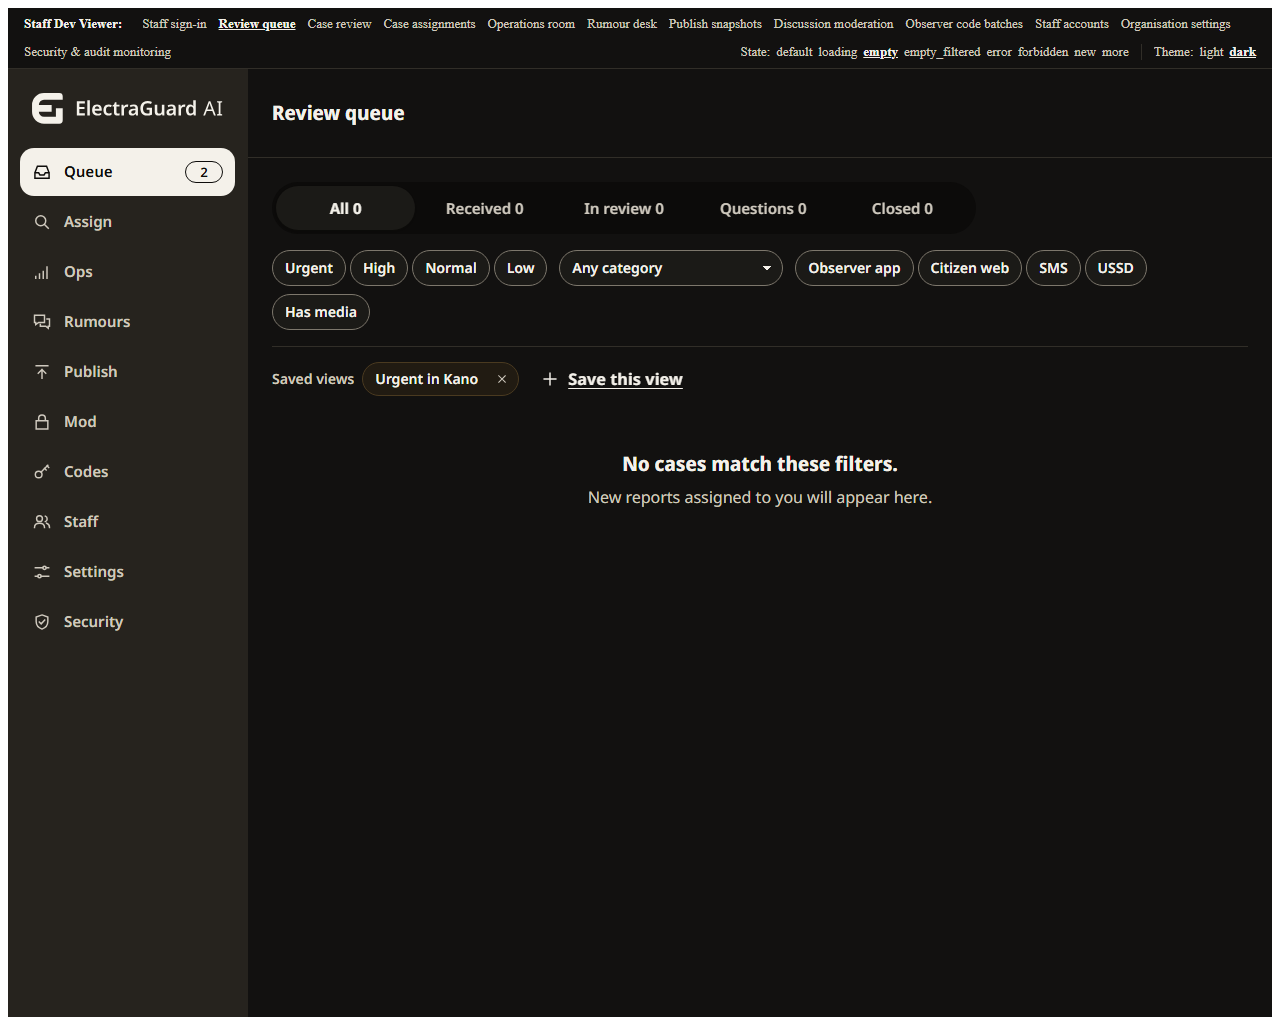 Staff Dev Viewer: Staff sign-in Review queue Case review Case assignments Operations room Rumour desk Publish snapshots Discussion moderation Observer code batches Staff accounts Organisation settings
Security & audit monitoring State: default loading empty empty_filtered error forbidden new more Theme: light dark
ElectraGuard AI
Review queue
Queue 2
Assign
Ops
Rumours
Publish
Mod
Codes
Staff
Settings
Security
All 0 Received 0 In review 0 Questions 0 Closed 0
Urgent High Normal Low Any category Observer app Citizen web SMS USSD
Has media
Saved views Urgent in Kano × + Save this view
No cases match these filters.
New reports assigned to you will appear here.